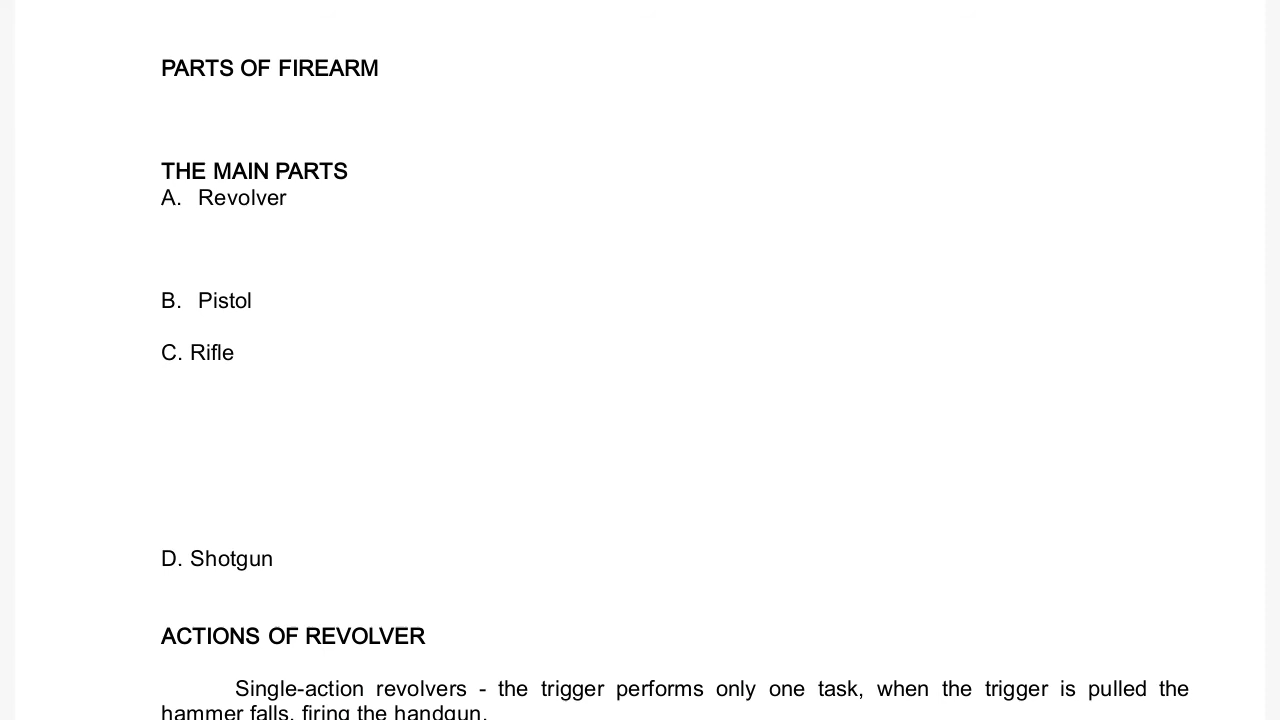 PARTS OF FIREARM
THE MAIN PARTS
A. Revolver
B. Pistol
C. Rifle
D. Shotgun
ACTIONS OF REVOLVER
Single-action revolvers - the trigger performs only one task, when the trigger is pulled the
hammer falls, firing the handgun.